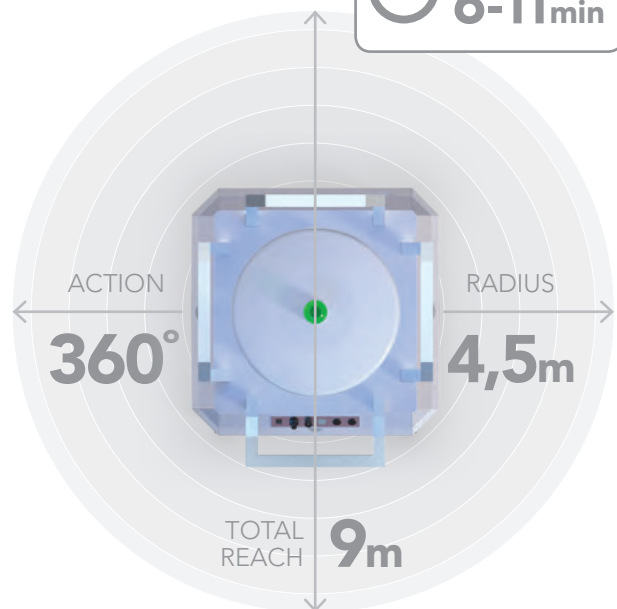 6-11min
ACTION
360°
RADIUS
4,5m
TOTAL
REACH
9m